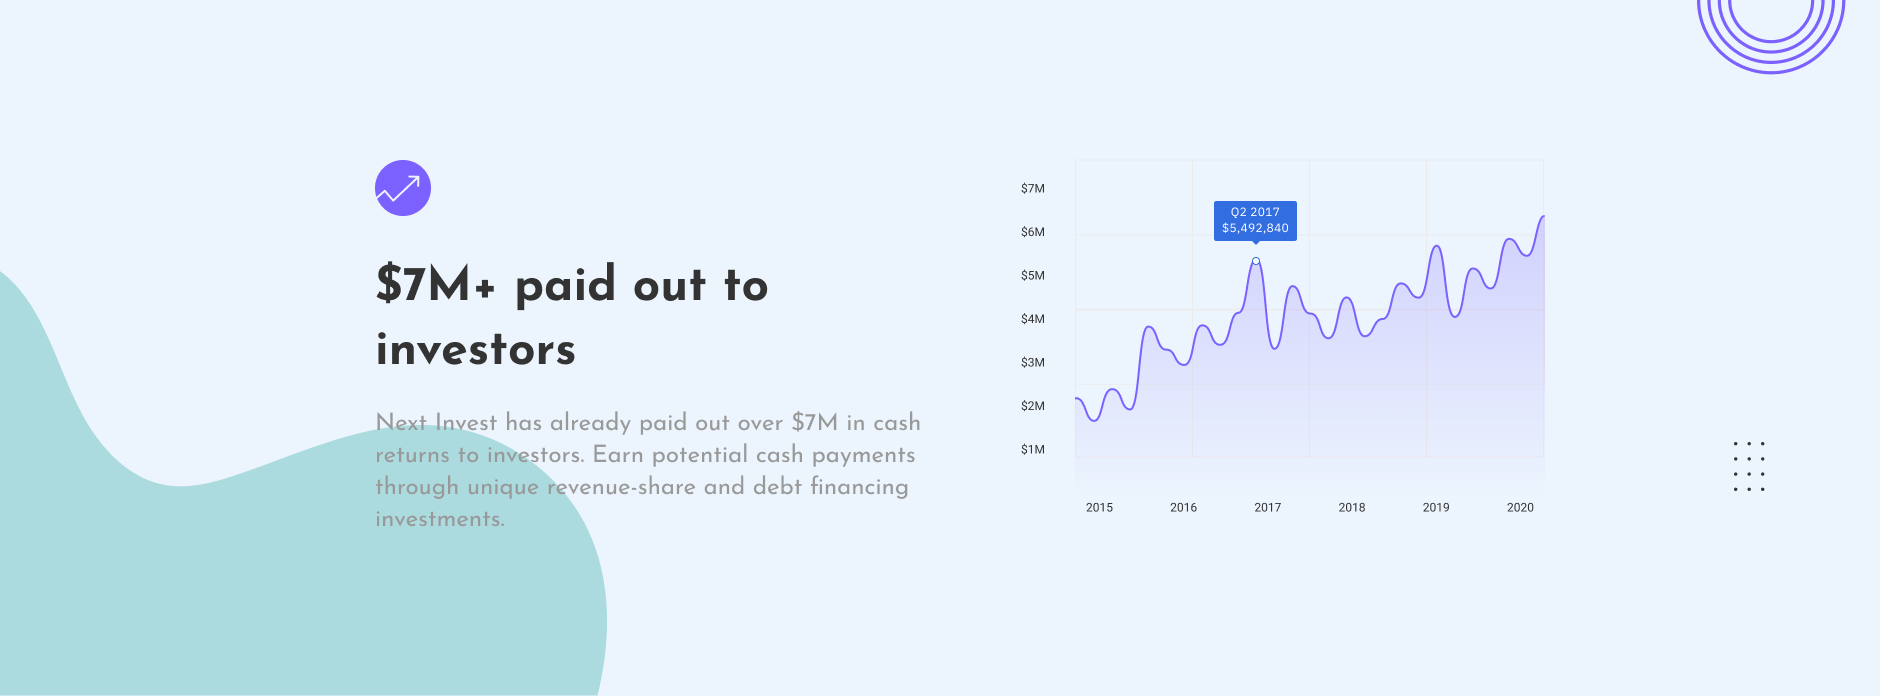 $7M+ paid out to
investors
Next Invest has already paid out over $7M in cash
returns to investors. Earn potential cash payments
through unique revenue-share and debt financing
investments.
$7M
$6M
$5M
$4M
$3M
$2M
$1M
Q2 2017
$5,492,840
2015 2016 2017 2018 2019 2020